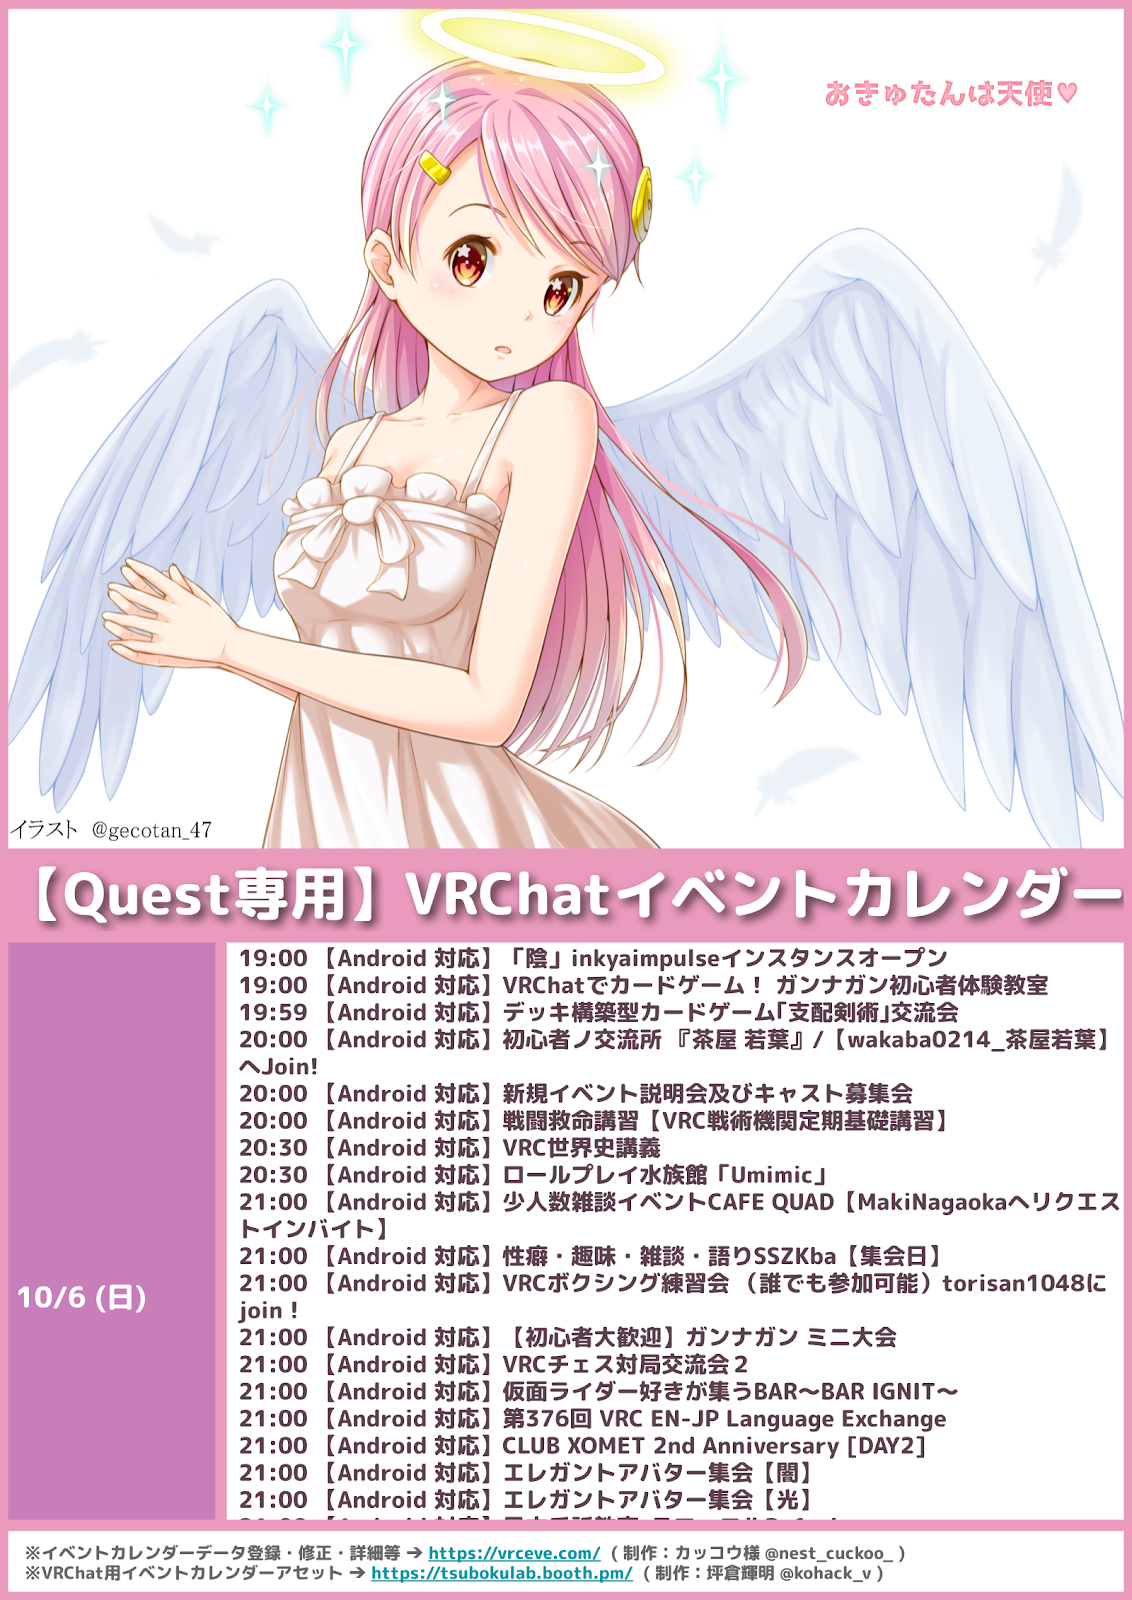 おきゅたんは天使♥
イラスト @gecotan_47
【Quest専用】VRChatイベントカレンダー
10/6 (日)
19:00 【Android 対応】「陰」inkyaimpulseインスタンスオープン
19:00 【Android 対応】VRChatでカードゲーム！ ガンナガン初心者体験教室
19:59 【Android 対応】デッキ構築型カードゲーム｢支配剣術｣交流会
20:00 【Android 対応】初心者ノ交流所 『茶屋 若葉』/【wakaba0214_茶屋若葉】
へJoin!
20:00 【Android 対応】新規イベント説明会及びキャスト募集会
20:00 【Android 対応】戦闘救命講習【VRC戦術機関定期基礎講習】
20:30 【Android 対応】VRC世界史講義
20:30 【Android 対応】ロールプレイ水族館「Umimic」
21:00 【Android 対応】少人数雑談イベントCAFE QUAD【MakiNagaokaへリクエス
トインバイト】
21:00 【Android 対応】性癖・趣味・雑談・語りSSZKba【集会日】
21:00 【Android 対応】VRCボクシング練習会 （誰でも参加可能）torisan1048に
join！
21:00 【Android 対応】【初心者大歓迎】ガンナガン ミニ大会
21:00 【Android 対応】VRCチェス対局交流会２
21:00 【Android 対応】仮面ライダー好きが集うBAR～BAR IGNIT～
21:00 【Android 対応】第376回 VRC EN-JP Language Exchange
21:00 【Android 対応】CLUB XOMET 2nd Anniversary [DAY2]
21:00 【Android 対応】エレガントアバター集会【闇】
21:00 【Android 対応】エレガントアバター集会【光】
※イベントカレンダーデータ登録・修正・詳細等 → https://vrceve.com/ （制作：カッコウ様 @nest_cuckoo_ ）
※VRChat用イベントカレンダーアセット → https://tsubokulab.booth.pm/ （制作：坪倉輝明 @kohack_v ）